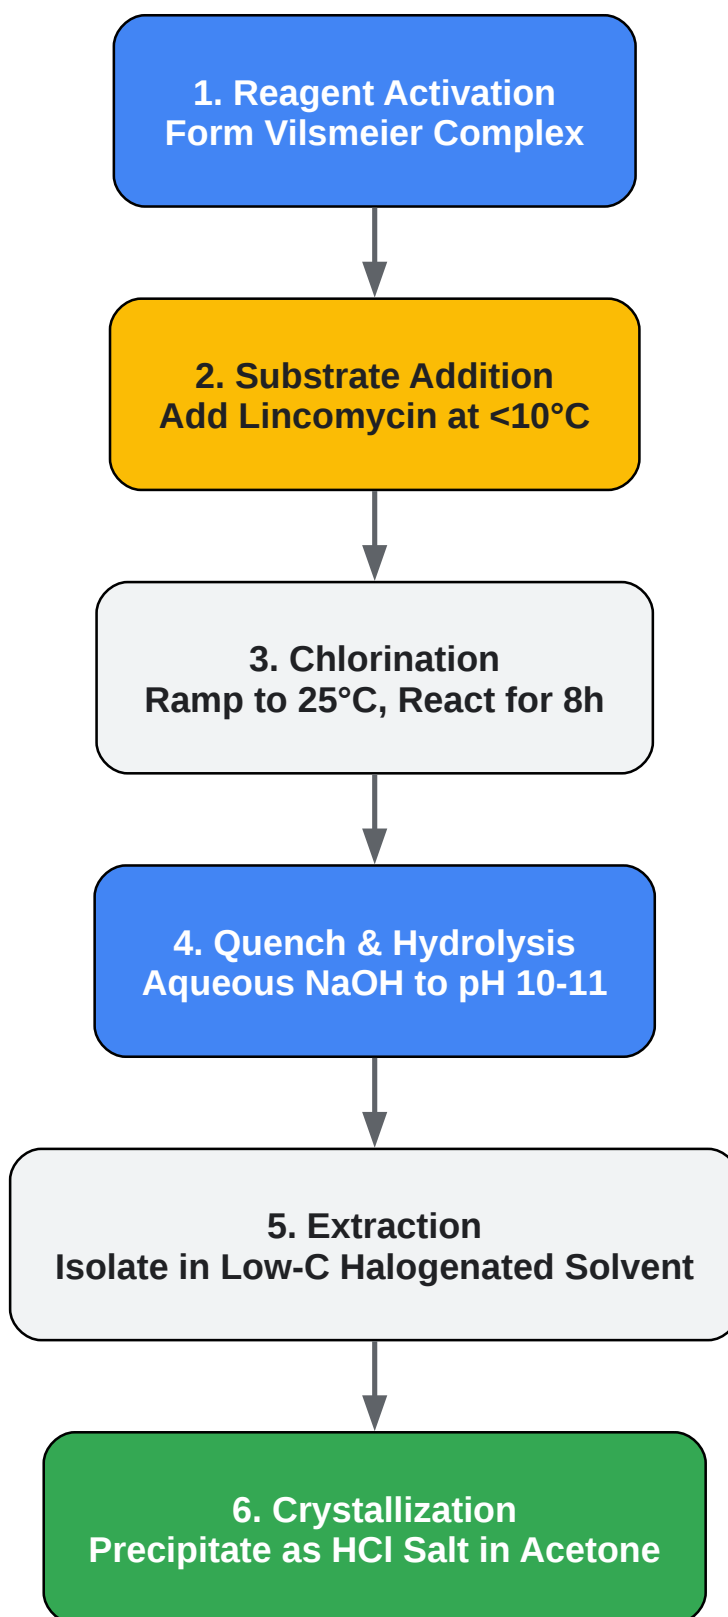 1. Reagent Activation
Form Vilsmeier Complex
2. Substrate Addition
Add Lincomycin at <10°C
3. Chlorination
Ramp to 25°C, React for 8h
4. Quench & Hydrolysis
Aqueous NaOH to pH 10-11
5. Extraction
Isolate in Low-C Halogenated Solvent
6. Crystallization
Precipitate as HCl Salt in Acetone